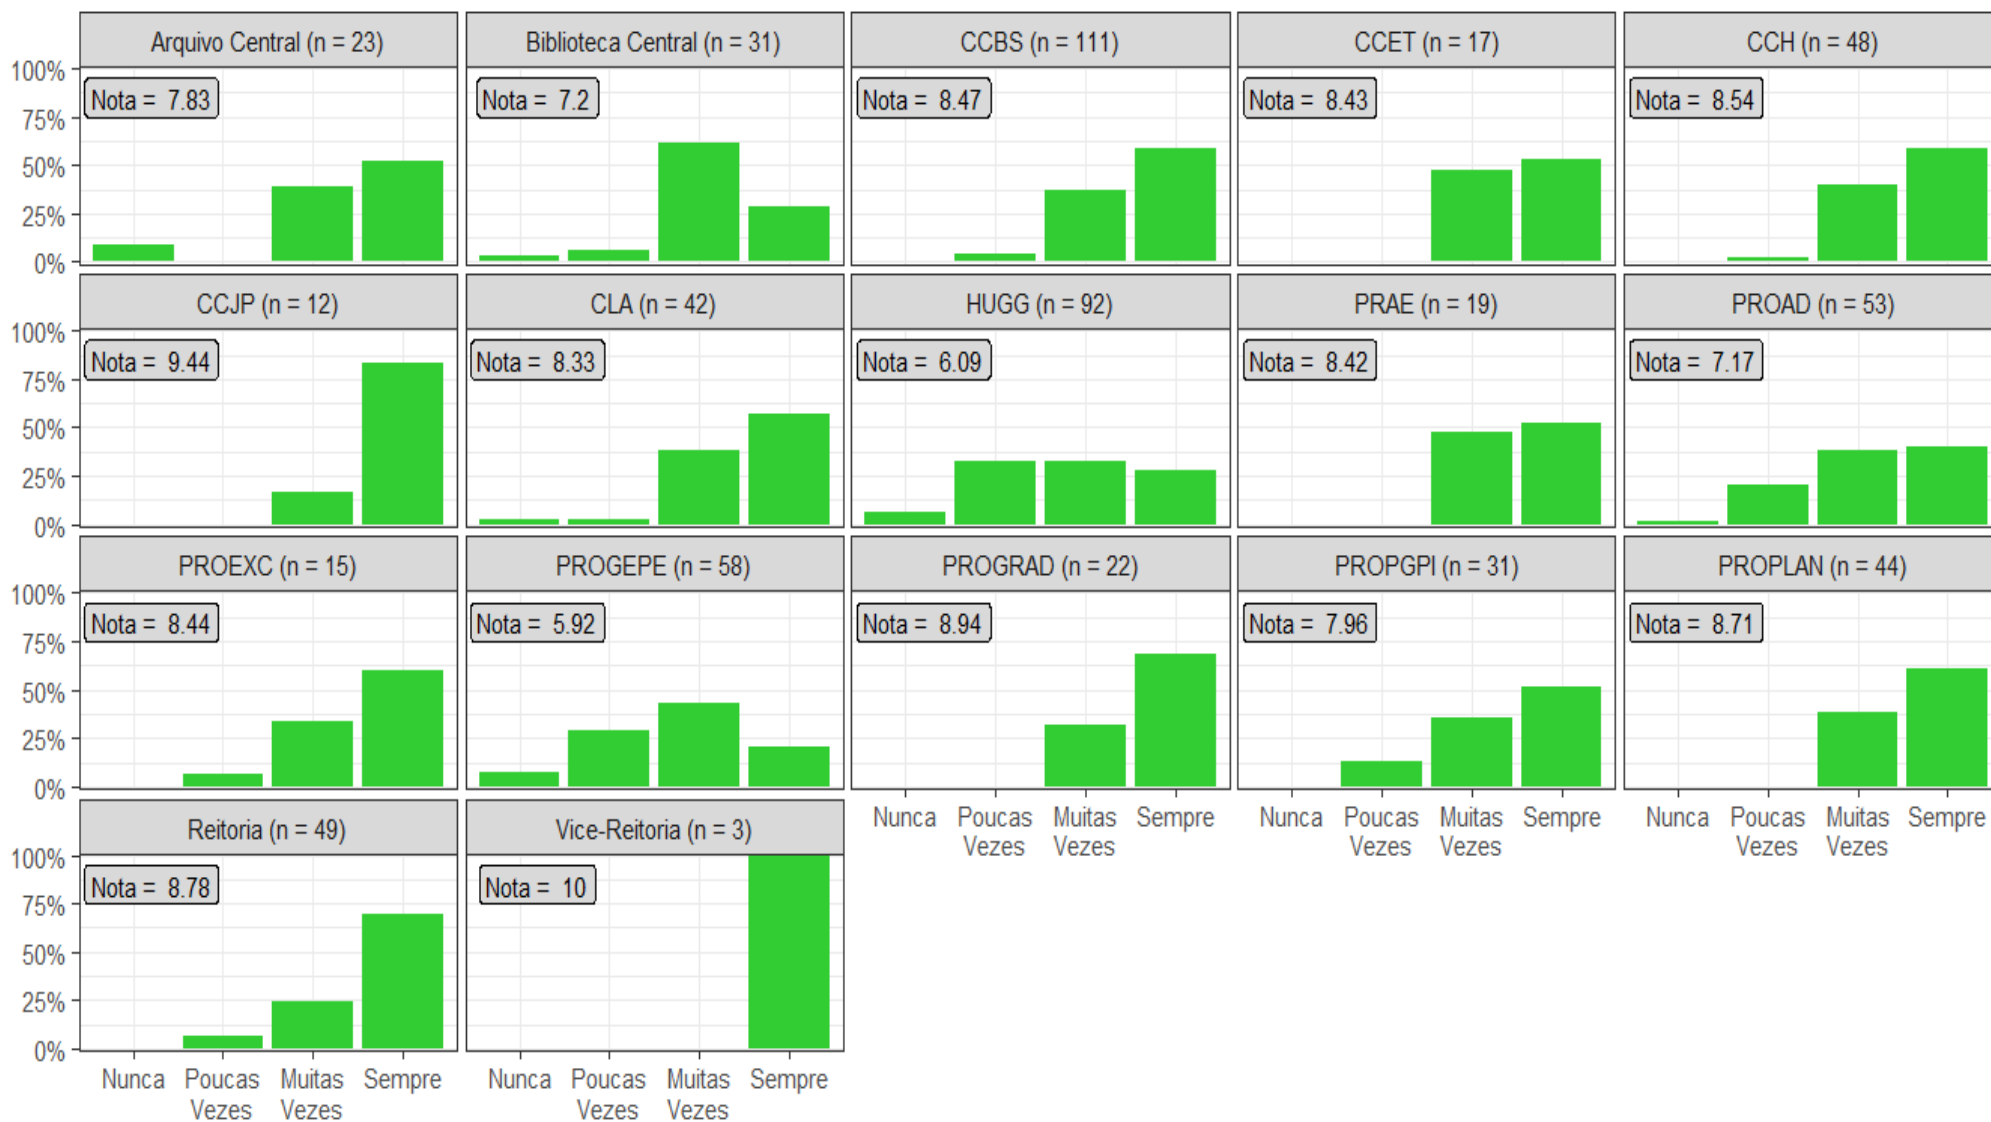 Arquivo Central (n = 23)
Biblioteca Central (n = 31)
CCBS (n = 111)
CCET (n = 17)
CCH (n = 48)
100%
75%
50%
25%
0%
Nota = 7.83
Nota = 7.2
Nota = 8.47
Nota = 8.43
Nota = 8.54
CCJP (n = 12)
CLA (n = 42)
HUGG (n = 92)
PRAE (n = 19)
PROAD (n = 53)
100%
75%
50%
25%
0%
Nota = 9.44
Nota = 8.33
Nota = 6.09
Nota = 8.42
Nota = 7.17
PROEXC (n = 15)
PROGEPE (n = 58)
PROGRAD (n = 22)
PROPGPI (n = 31)
PROPLAN (n = 44)
100%
75%
50%
25%
0%
Nota = 8.44
Nota = 5.92
Nota = 8.94
Nota = 7.96
Nota = 8.71
Nunca
Poucas
Vezes
Muitas
Vezes
Sempre
Nunca
Poucas
Vezes
Muitas
Vezes
Sempre
Nunca
Poucas
Vezes
Muitas
Vezes
Sempre
Reitoria (n = 49)
Vice-Reitoria (n = 3)
100%
75%
50%
25%
0%
Nota = 8.78
Nota = 10
Nunca
Poucas
Vezes
Muitas
Vezes
Sempre
Nunca
Poucas
Vezes
Muitas
Vezes
Sempre